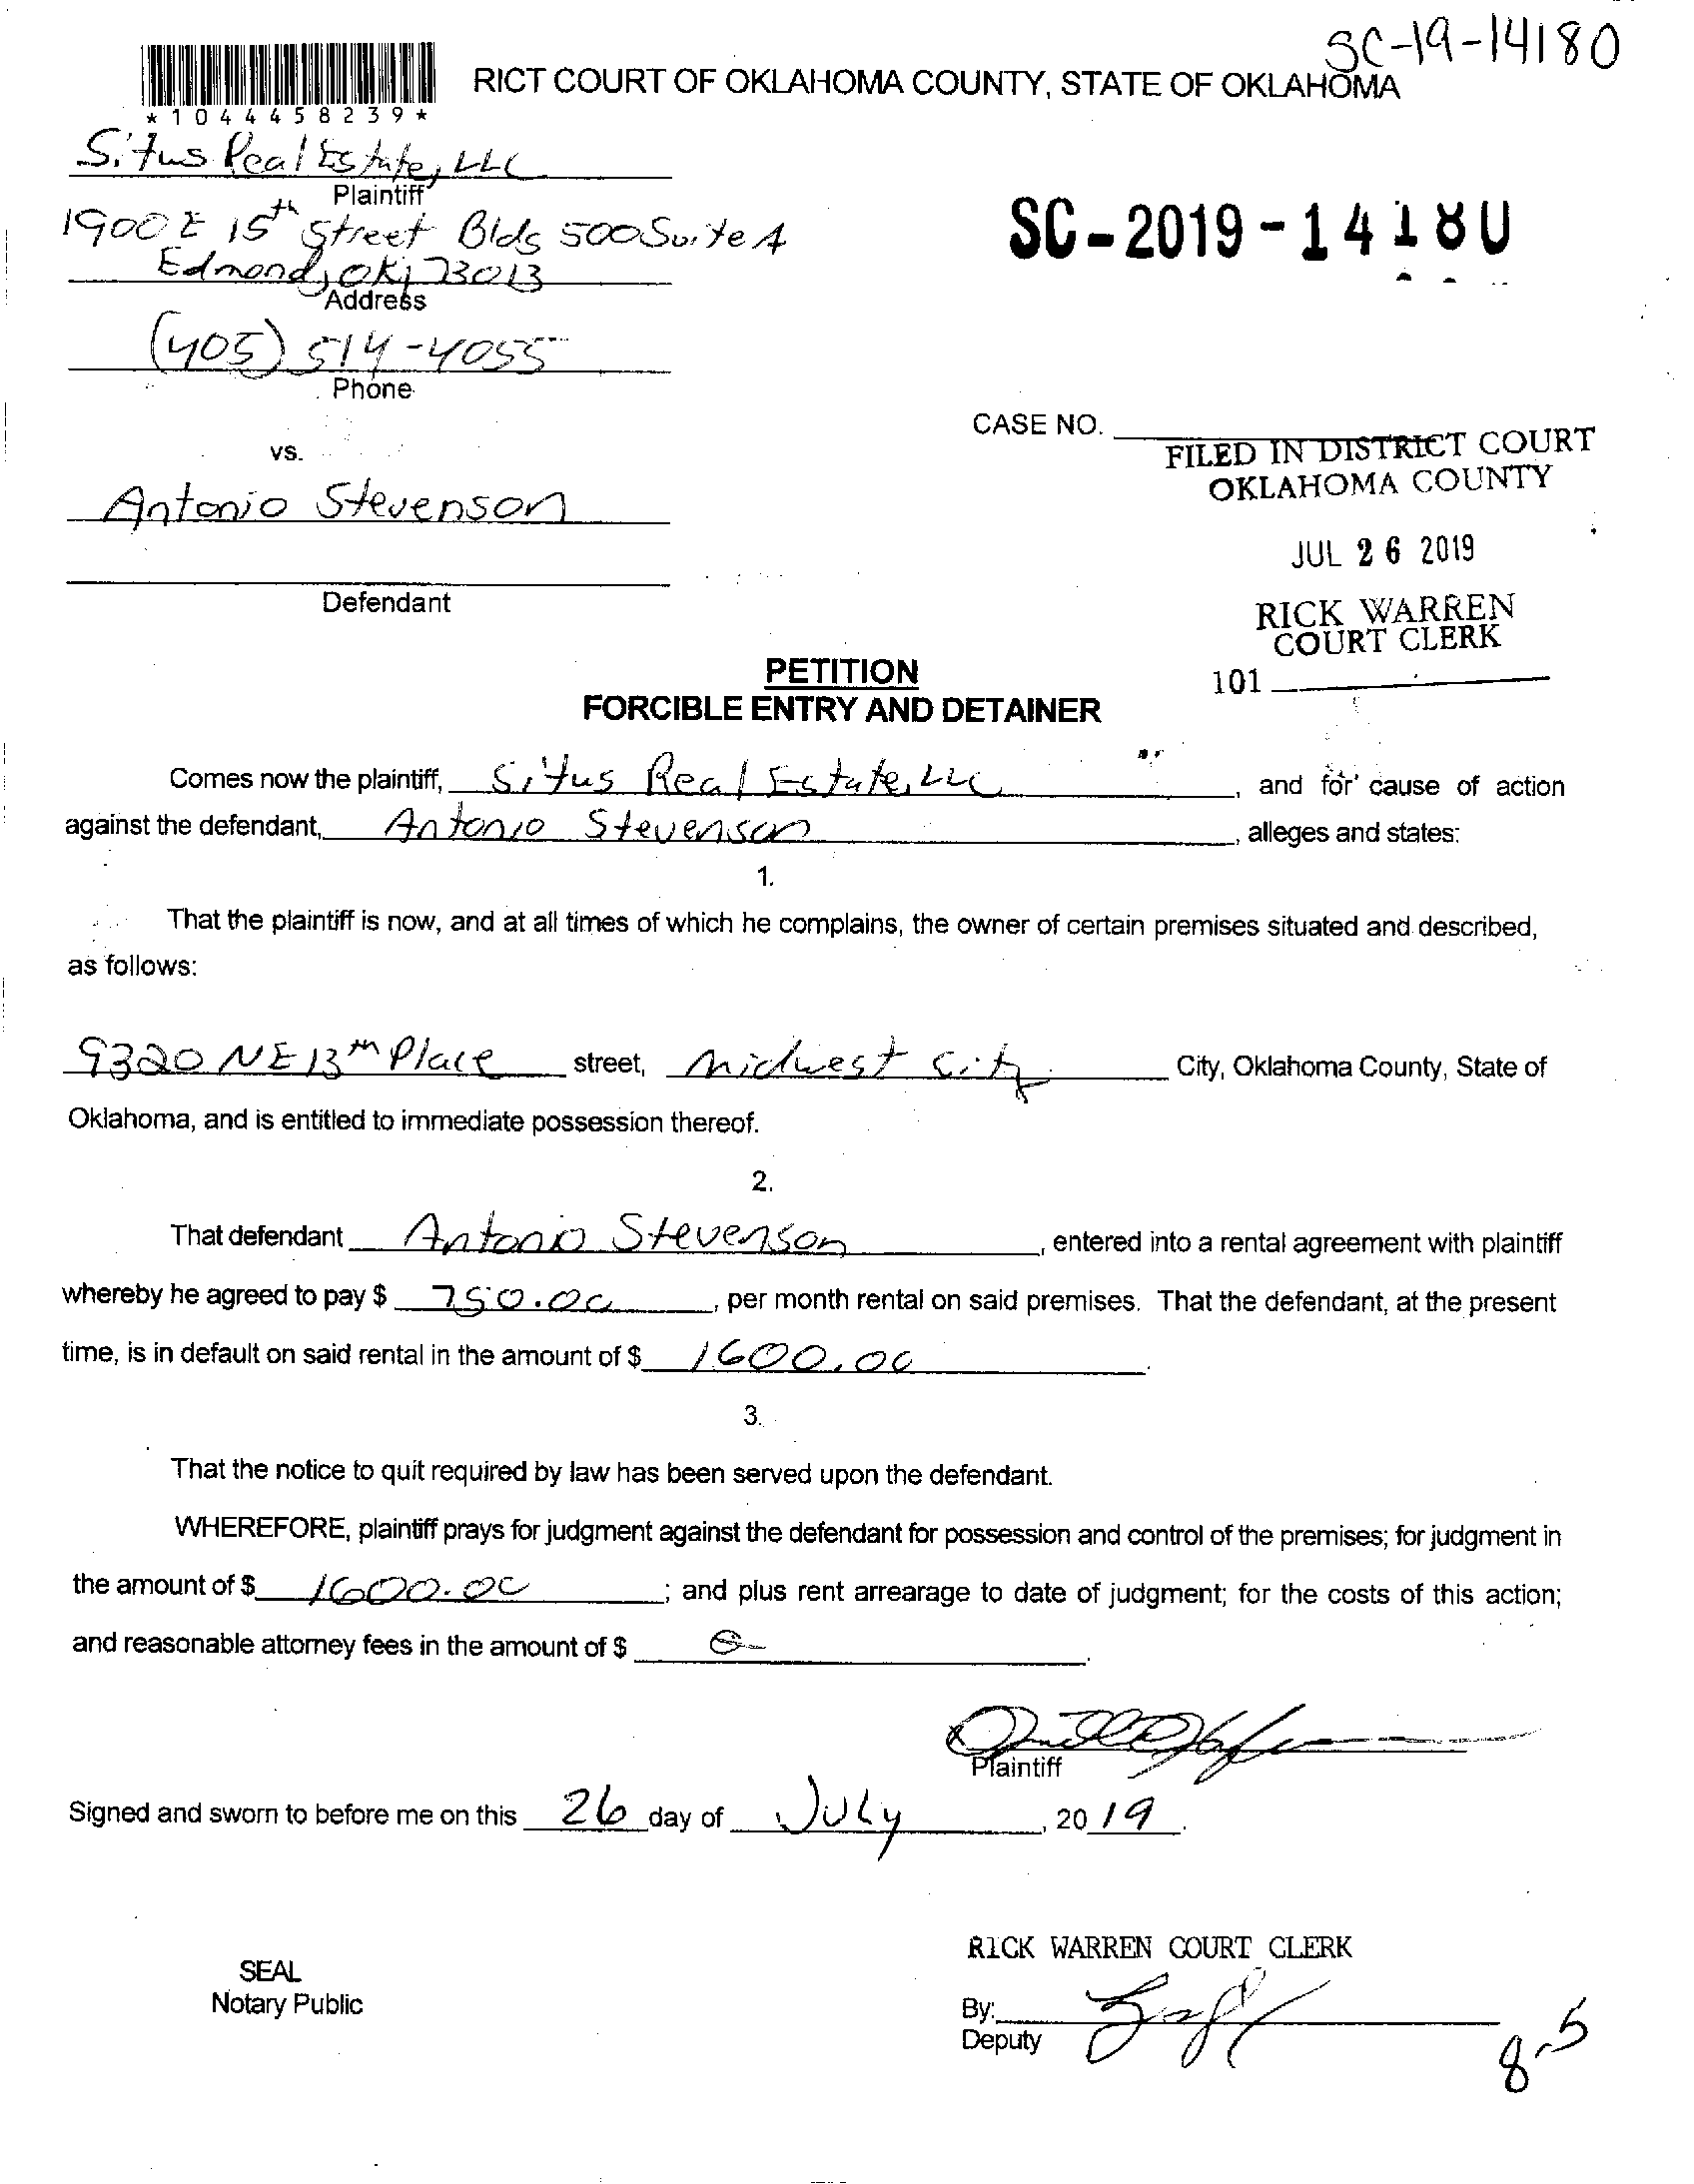 SC-19-14180
RICT COURT OF OKLAHOMA COUNTY, STATE OF OKLAHOMA
*1044458239*
Situs Real Estate, LLC
Plaintiff
1900 E 15th Street Bldg 500 Suite A
Edmond, OK, 73013
Address
SC-2019-14180
(405) 514-4055
Phone
CASE NO.
vs.
FILED IN DISTRICT COURT
OKLAHOMA COUNTY
Antonio Stevenson
JUL 26 2019
Defendant
RICK WARREN
COURT CLERK
101
PETITION
FORCIBLE ENTRY AND DETAINER
Comes now the plaintiff, Situs Real Estate, LLC, and for cause of action
against the defendant, Antonio Stevenson, alleges and states:
1.
That the plaintiff is now, and at all times of which he complains, the owner of certain premises situated and described,
as follows:
9320 NE 13th Place street, Midwest City City, Oklahoma County, State of
Oklahoma, and is entitled to immediate possession thereof.
2.
That defendant Antonio Stevenson, entered into a rental agreement with plaintiff
whereby he agreed to pay $ 750.00, per month rental on said premises. That the defendant, at the present
time, is in default on said rental in the amount of $ 1600.00.
3.
That the notice to quit required by law has been served upon the defendant.
WHEREFORE, plaintiff prays for judgment against the defendant for possession and control of the premises; for judgment in
the amount of $ 1600.00; and plus rent arrearage to date of judgment; for the costs of this action;
and reasonable attorney fees in the amount of $
Plaintiff
Signed and sworn to before me on this 26 day of July, 2019.
RICK WARREN COURT CLERK
SEAL
Notary Public
By:
Deputy
8-5